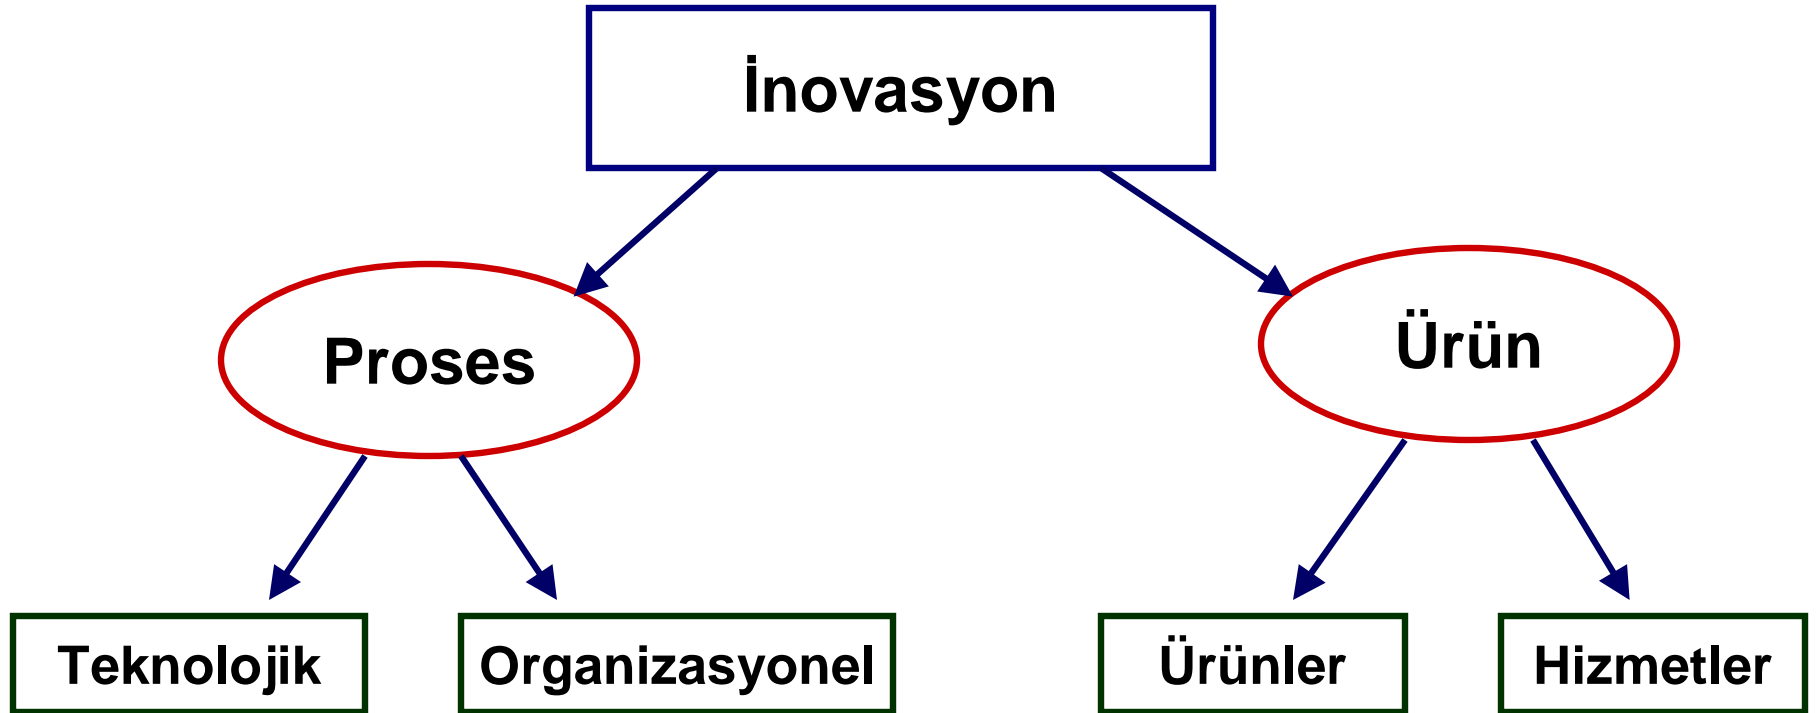 İnovasyon
Proses
Ürün
Teknolojik
Organizasyonel
Ürünler
Hizmetler